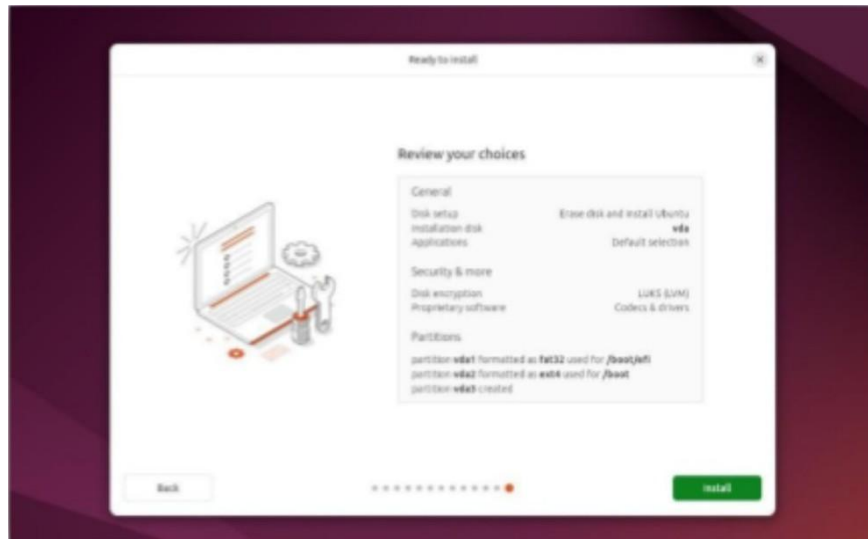 Ready to install
Review your choices
General
Disk setup Erase disk and install Ubuntu
Installation disk vda
Applications Default selection
Security & more
Disk encryption LUKS (LVM)
Proprietary software Codecs & drivers
Partitions
partition vda1 formatted as fat32 used for /boot/efi
partition vda2 formatted as ext4 used for /boot
partition vda3 created
Back
Install